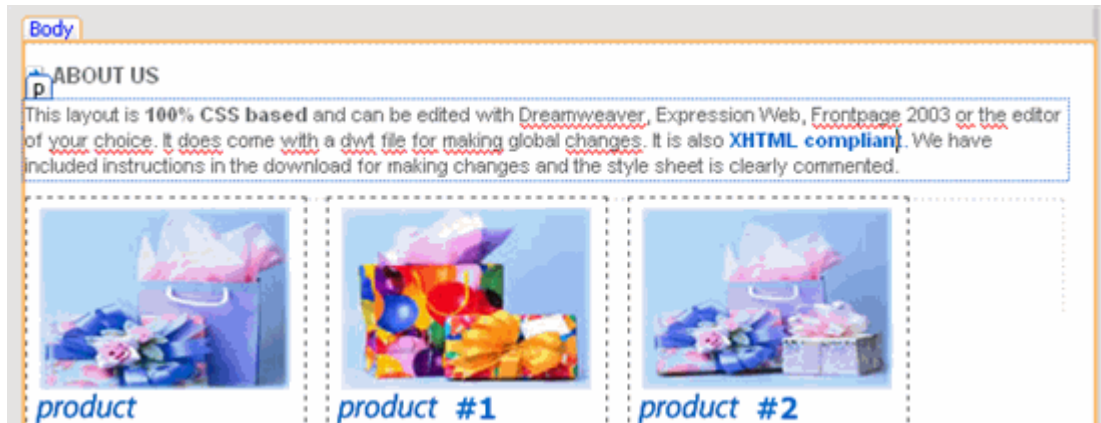 Body
ABOUT US
p
This layout is 100% CSS based and can be edited with Dreamweaver, Expression Web, Frontpage 2003 or the editor
of your choice. It does come with a dwt file for making global changes. It is also XHTML compliant. We have
included instructions in the download for making changes and the style sheet is clearly commented.
product product #1 product #2